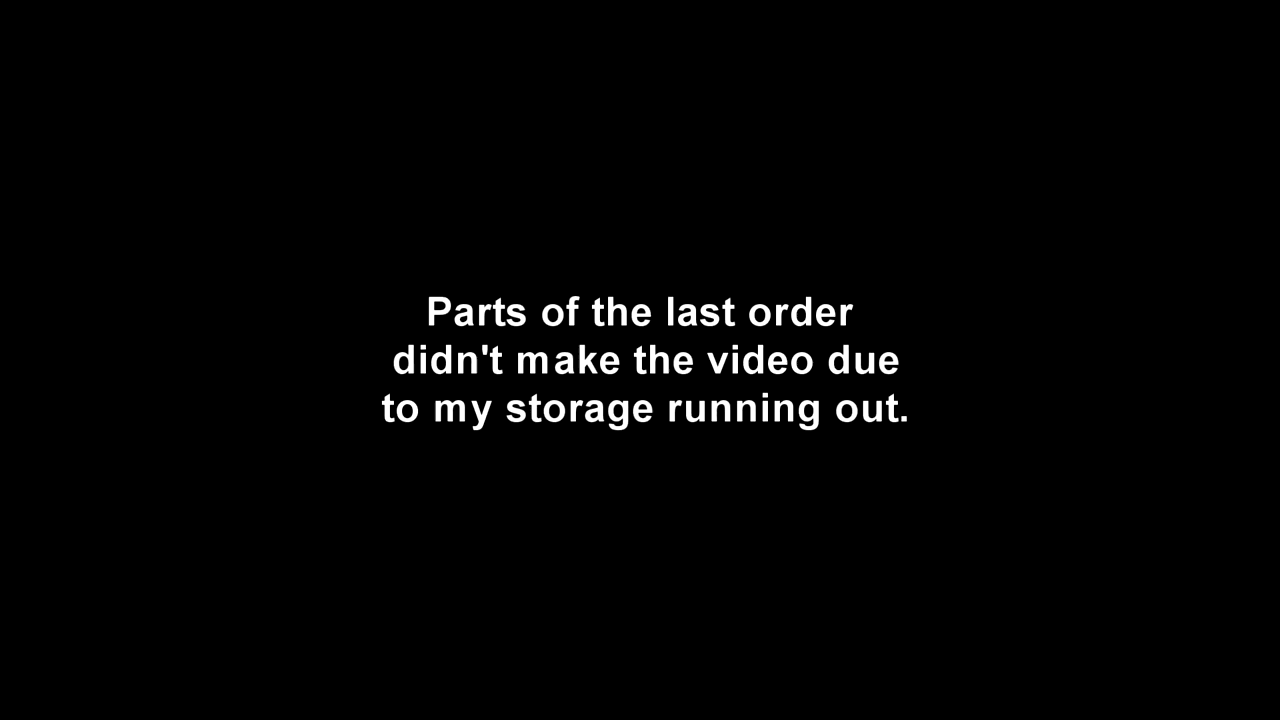 Parts of the last order
didn't make the video due
to my storage running out.